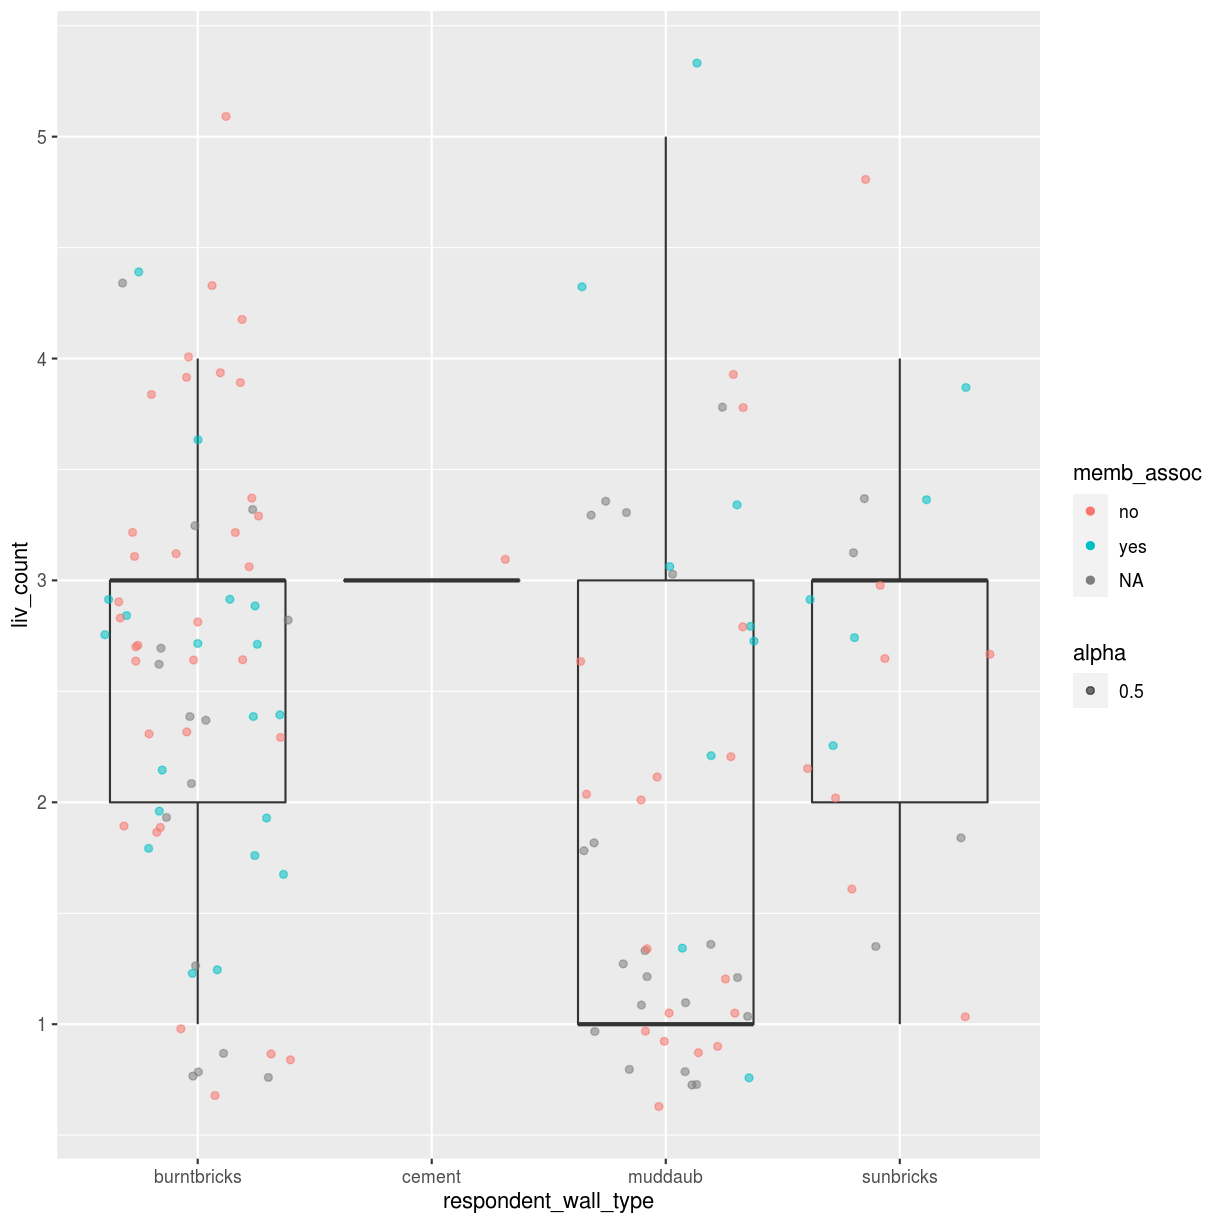 5
4
3
2
1
liv_count
burntbricks
cement
muddaub
sunbricks
respondent_wall_type
memb_assoc
no
yes
NA
alpha
0.5